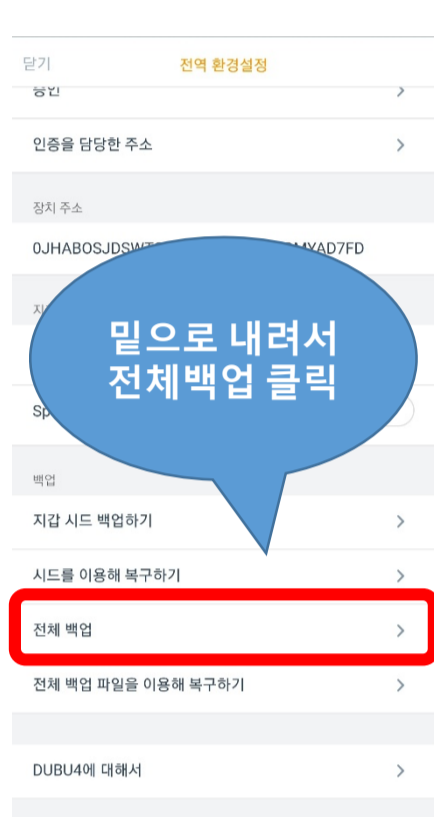 닫기 전역 환경설정
승인
인증을 담당한 주소
장치 주소
밑으로 내려서
전체백업 클릭
백업
지갑 시드 백업하기
시드를 이용해 복구하기
전체 백업
전체 백업 파일을 이용해 복구하기
DUBU4에 대해서